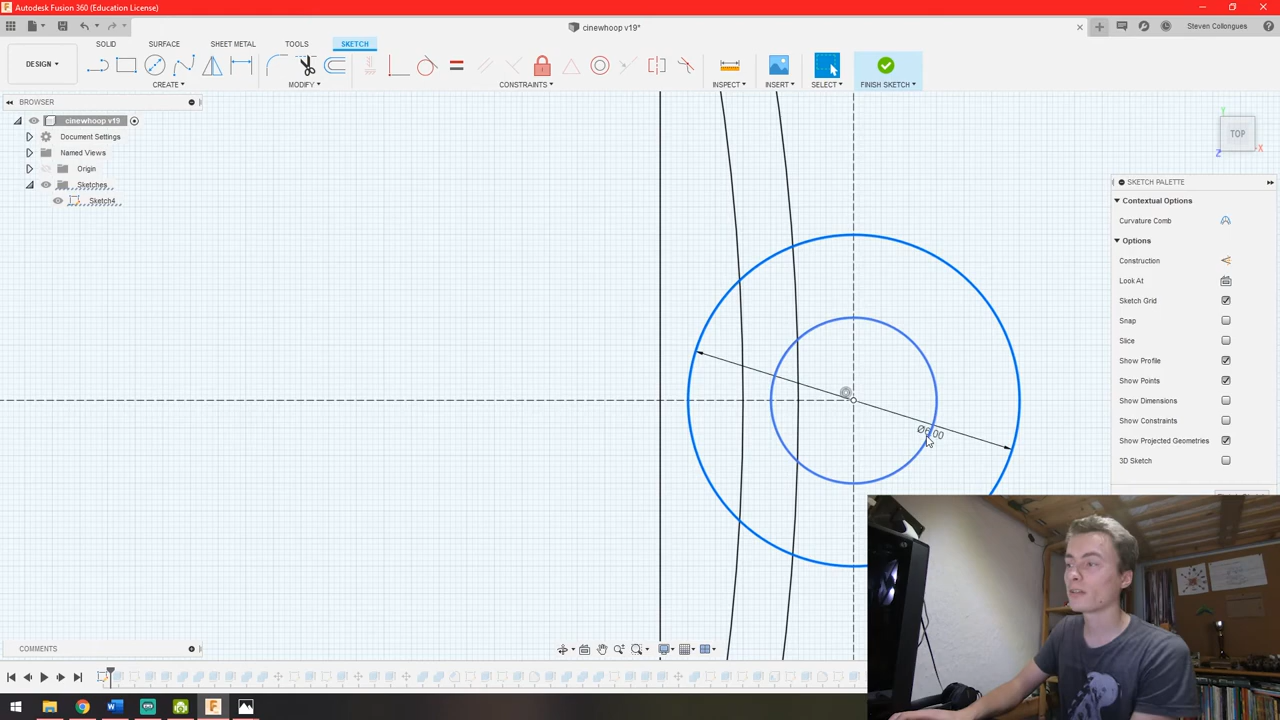 Autodesk Fusion 360 (Education License)
cinewhoop v19*
Steven Collongues
SOLID SURFACE SHEET METAL TOOLS SKETCH
DESIGN
CREATE MODIFY CONSTRAINTS INSPECT INSERT SELECT FINISH SKETCH
BROWSER
cinewhoop v19
Document Settings
Named Views
Origin
Sketches
Sketch4
Y
TOP
X
Z
SKETCH PALETTE
Contextual Options
Curvature Comb
Options
Construction
Look At
Sketch Grid
Snap
Slice
Show Profile
Show Points
Show Dimensions
Show Constraints
Show Projected Geometries
3D Sketch
COMMENTS